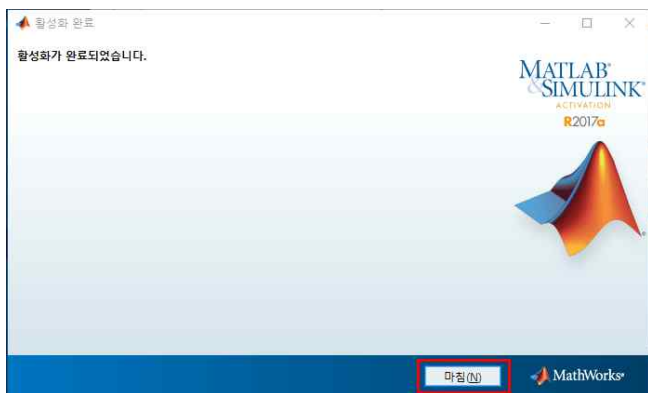 활성화 완료
활성화가 완료되었습니다.
MATLAB®
&SIMULINK®
ACTIVATION
R2017a
마침(N)
MathWorks®